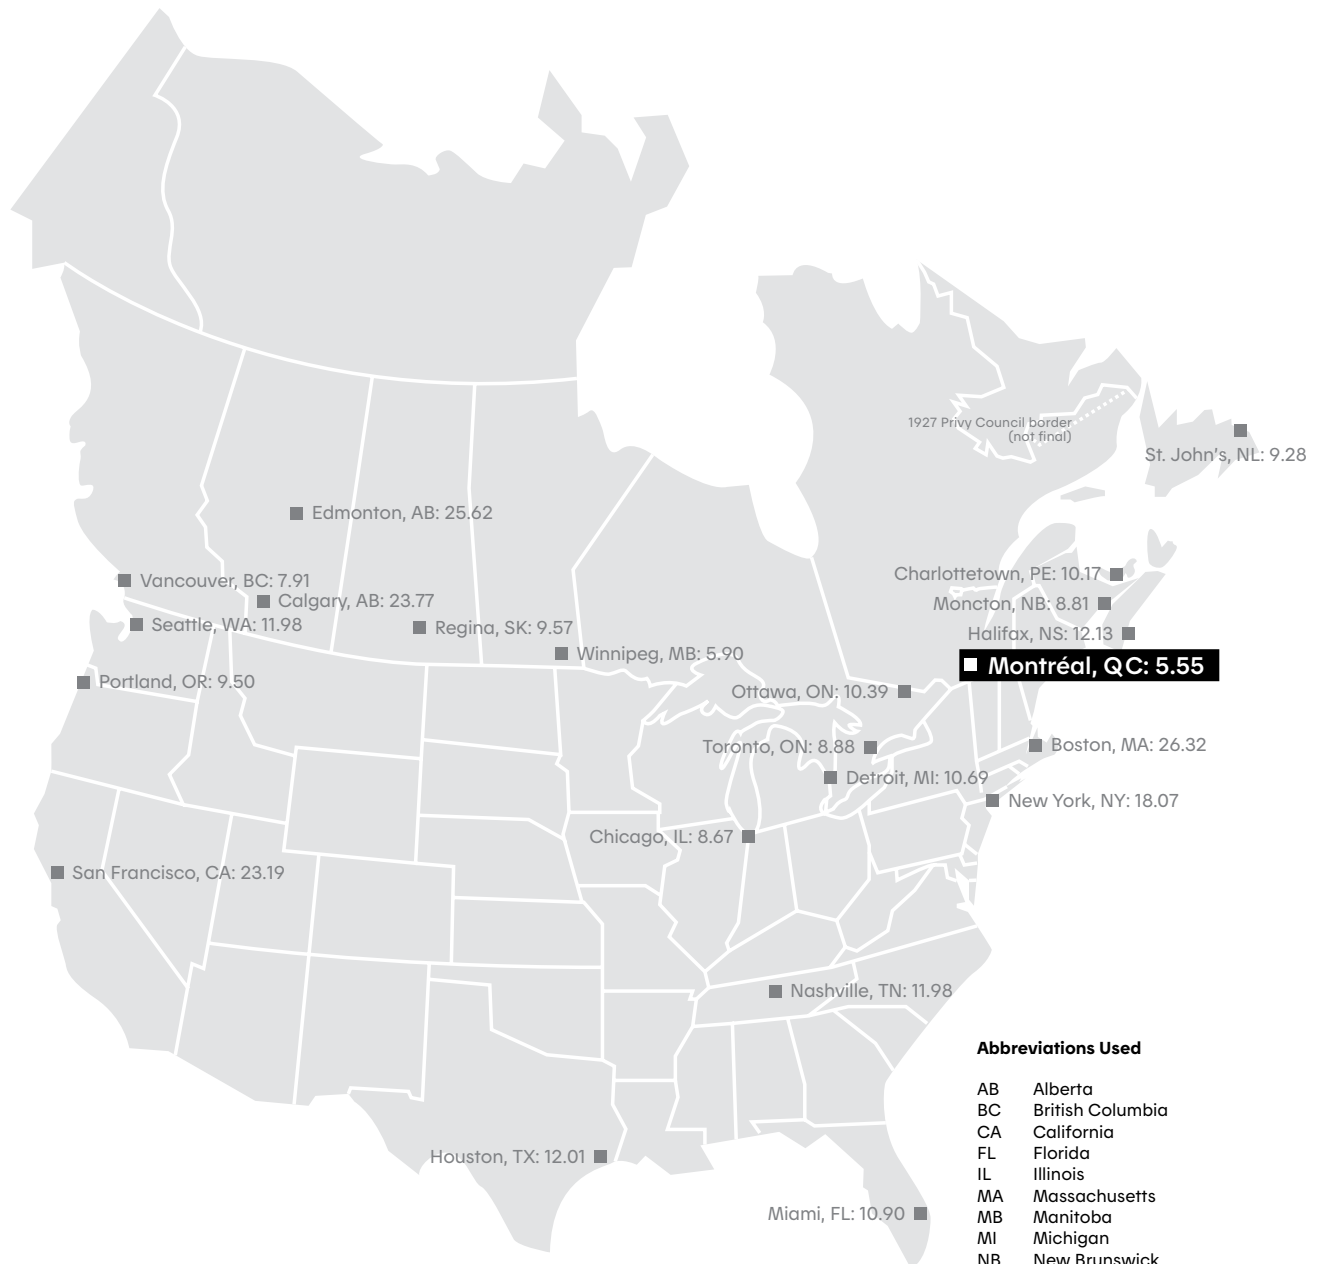 1927 Privy Council border
(not final)
St. John's, NL: 9.28
Edmonton, AB: 25.62
Charlottetown, PE: 10.17
Vancouver, BC: 7.91
Calgary, AB: 23.77
Moncton, NB: 8.81
Seattle, WA: 11.98
Regina, SK: 9.57
Halifax, NS: 12.13
Winnipeg, MB: 5.90
Montréal, QC: 5.55
Portland, OR: 9.50
Ottawa, ON: 10.39
Toronto, ON: 8.88
Boston, MA: 26.32
Detroit, MI: 10.69
New York, NY: 18.07
Chicago, IL: 8.67
San Francisco, CA: 23.19
Nashville, TN: 11.98
Houston, TX: 12.01
Miami, FL: 10.90
Abbreviations Used
AB Alberta
BC British Columbia
CA California
FL Florida
IL Illinois
MA Massachusetts
MB Manitoba
MI Michigan
NB New Brunswick